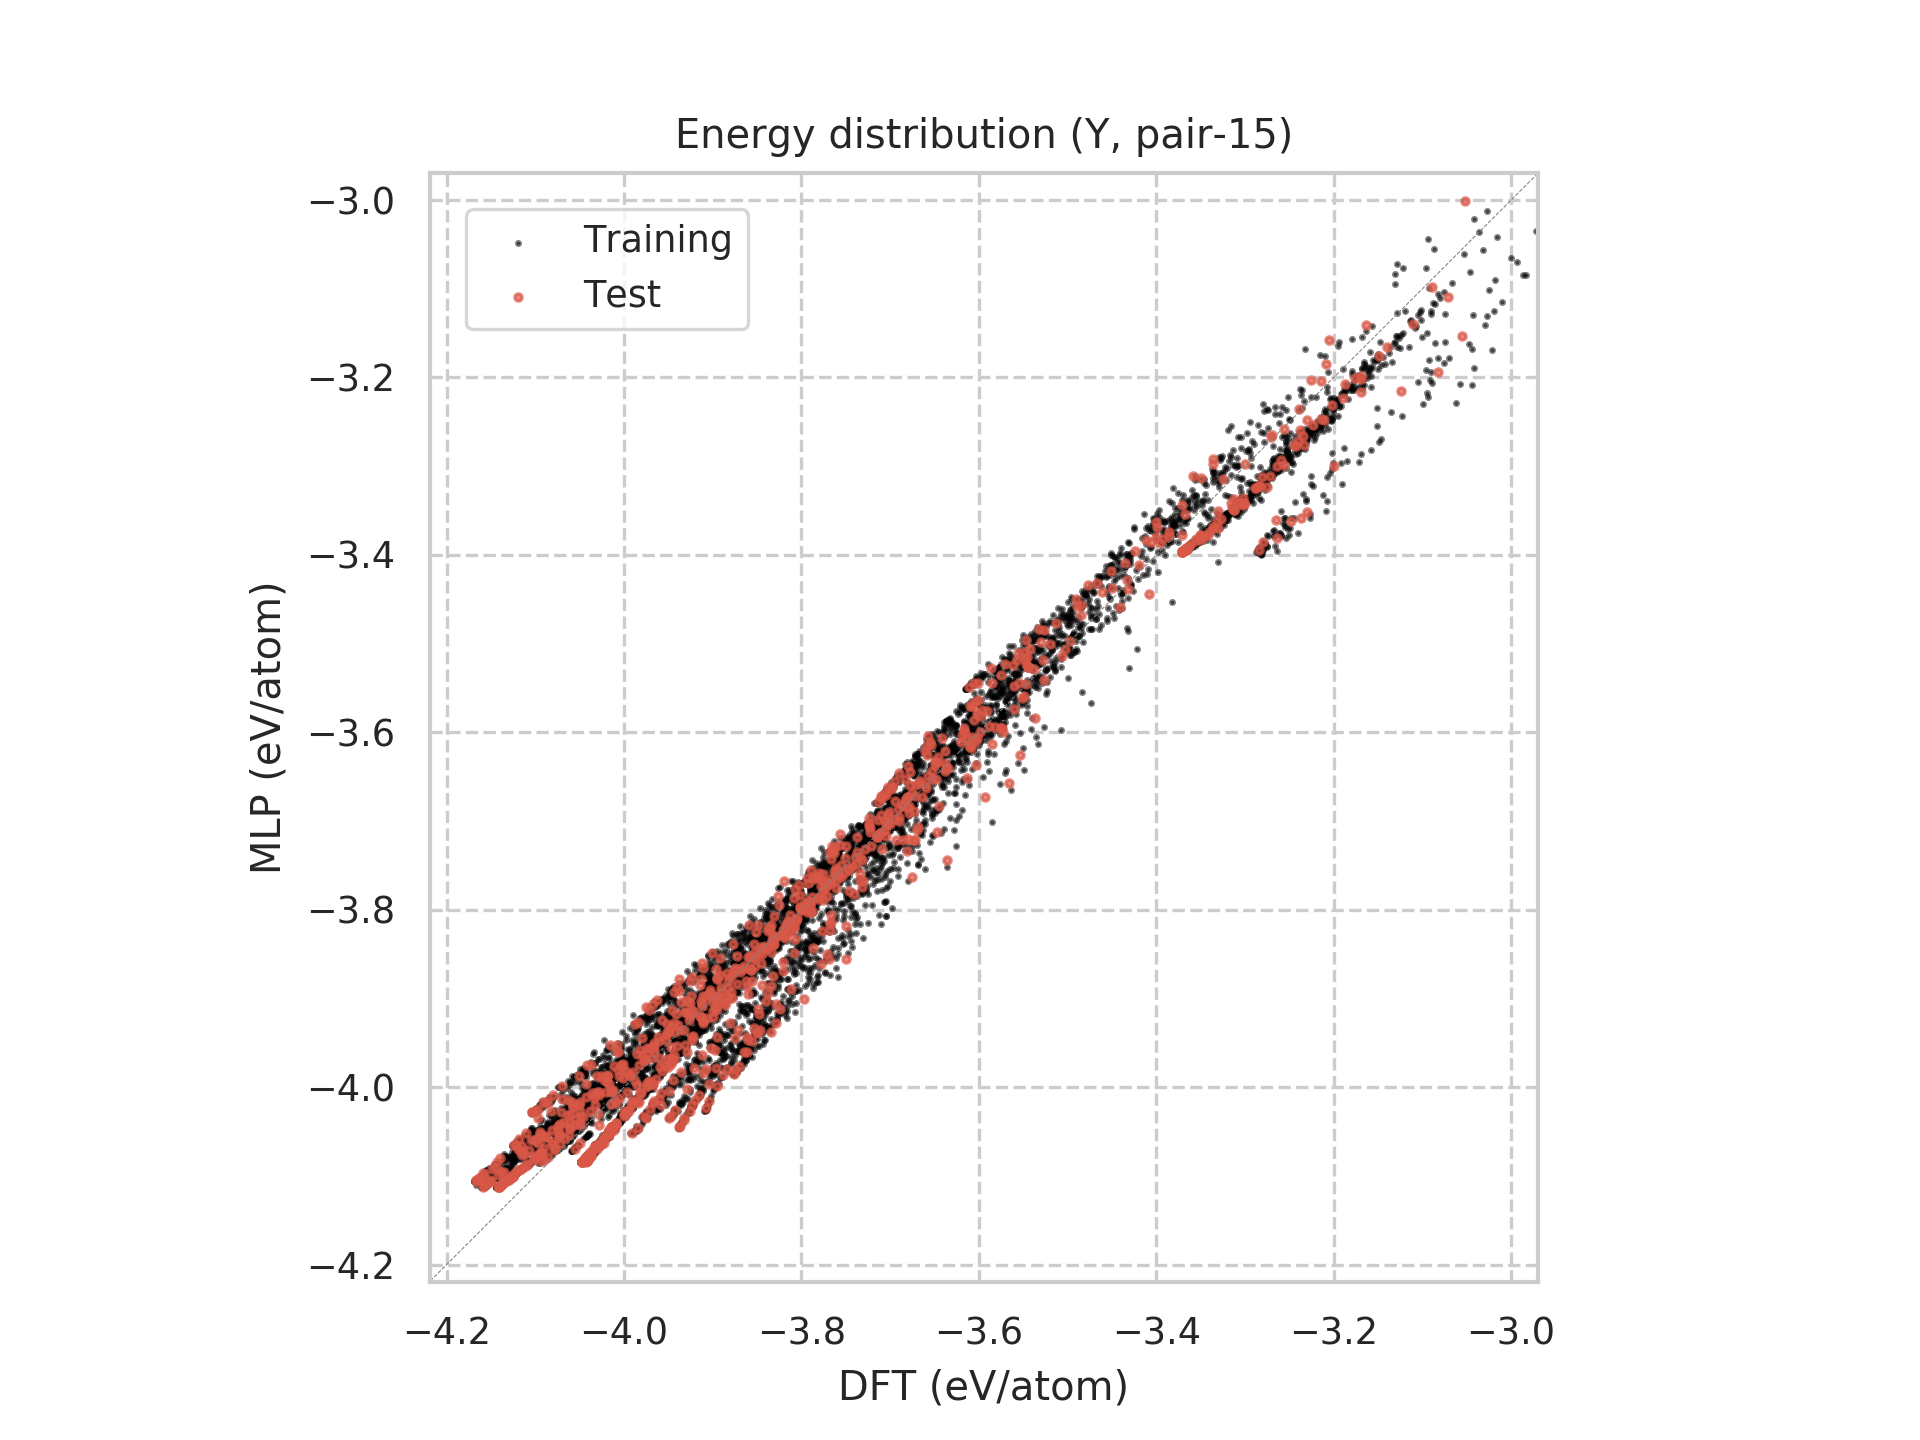 Energy distribution (Y, pair-15)
Training
Test
−3.0
−3.2
−3.4
−3.6
−3.8
−4.0
−4.2
MLP (eV/atom)
−4.2 −4.0 −3.8 −3.6 −3.4 −3.2 −3.0
DFT (eV/atom)